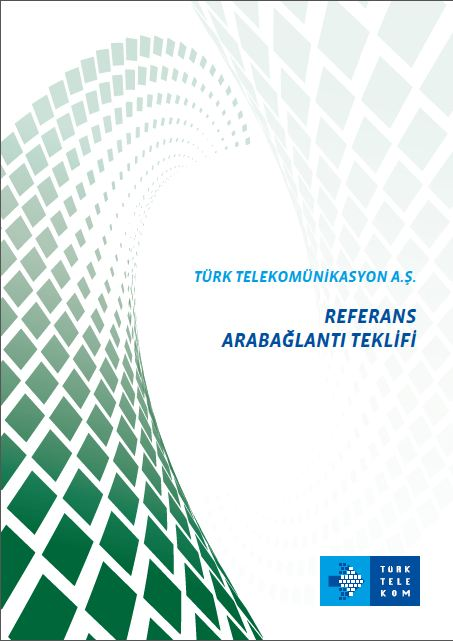 TÜRK TELEKOMÜNİKASYON A.Ş.
REFERANS
ARABAĞLANTI TEKLİFİ
TÜRK
TELE
KOM